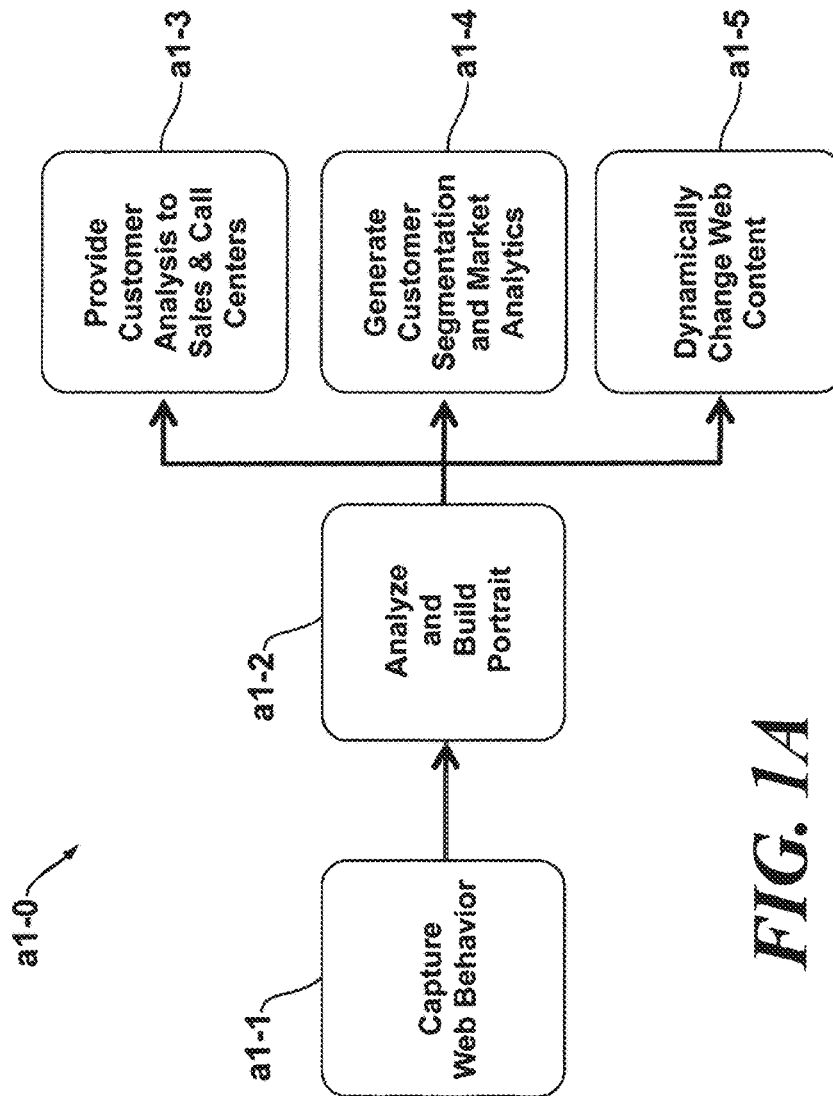 a1-0
a1-1
Capture
Web Behavior
a1-2
Analyze
and
Build
Portrait
a1-3
Provide
Customer
Analysis to
Sales & Call
Centers
a1-4
Generate
Customer
Segmentation
and Market
Analytics
a1-5
Dynamically
Change Web
Content
FIG. 1A